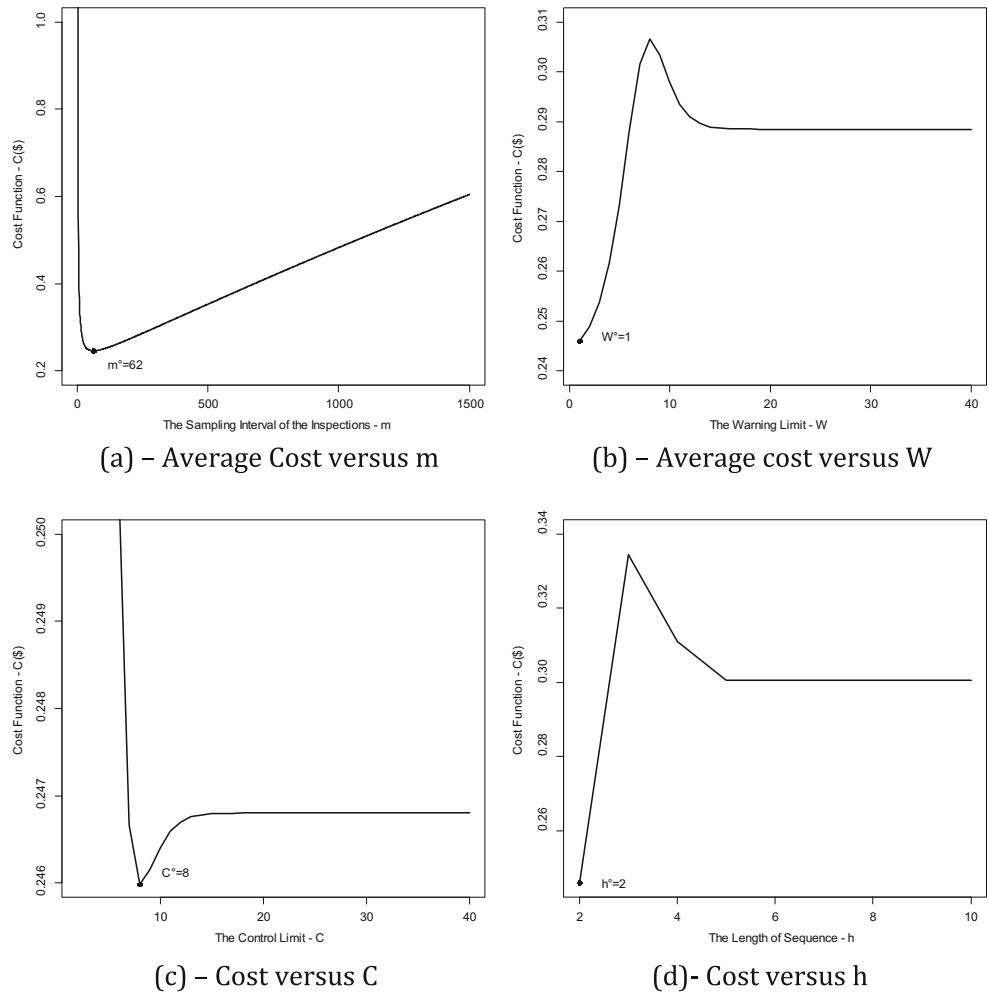 1.0
0.8
0.6
0.4
0.2
Cost Function - C($)
m°=62
0 500 1000 1500
The Sampling Interval of the Inspections - m
(a) – Average Cost versus m
0.31
0.30
0.29
0.28
0.27
0.26
0.25
0.24
Cost Function - C($)
W°=1
0 10 20 30 40
The Warning Limit - W
(b) – Average cost versus W
0.250
0.249
0.248
0.247
0.246
Cost Function - C($)
C°=8
10 20 30 40
The Control Limit - C
(c) – Cost versus C
0.34
0.32
0.30
0.28
0.26
Cost Function - C($)
h°=2
2 4 6 8 10
The Length of Sequence - h
(d)- Cost versus h